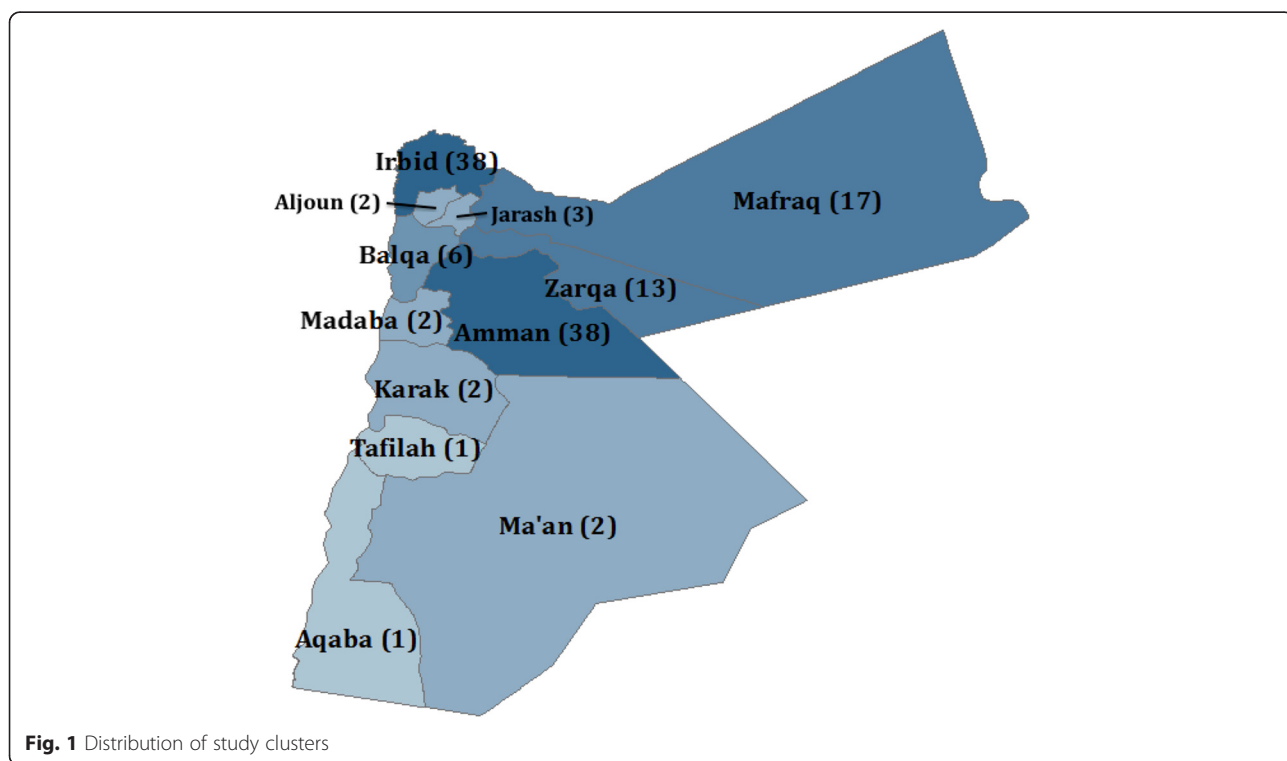 Irbid (38)
Aljoun (2)
Jarash (3)
Mafraq (17)
Balqa (6)
Zarqa (13)
Madaba (2)
Amman (38)
Karak (2)
Tafilah (1)
Ma'an (2)
Aqaba (1)
Fig. 1 Distribution of study clusters